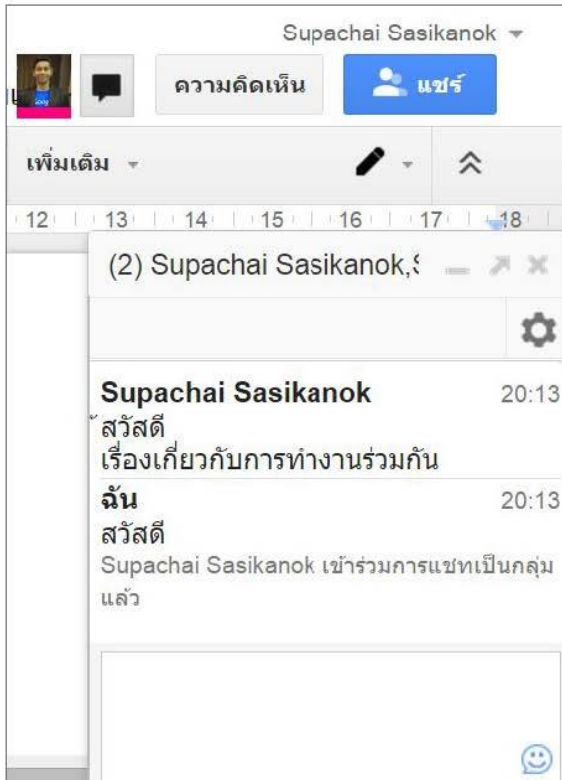 Supachai Sasikanok
ความคิดเห็น
แชร์
เพิ่มเติม
12 13 14 15 16 17 18
(2) Supachai Sasikanok,S
Supachai Sasikanok 20:13
สวัสดี
เรื่องเกี่ยวกับการทำงานร่วมกัน
ฉัน 20:13
สวัสดี
Supachai Sasikanok เข้าร่วมการแชทเป็นกลุ่ม
แล้ว